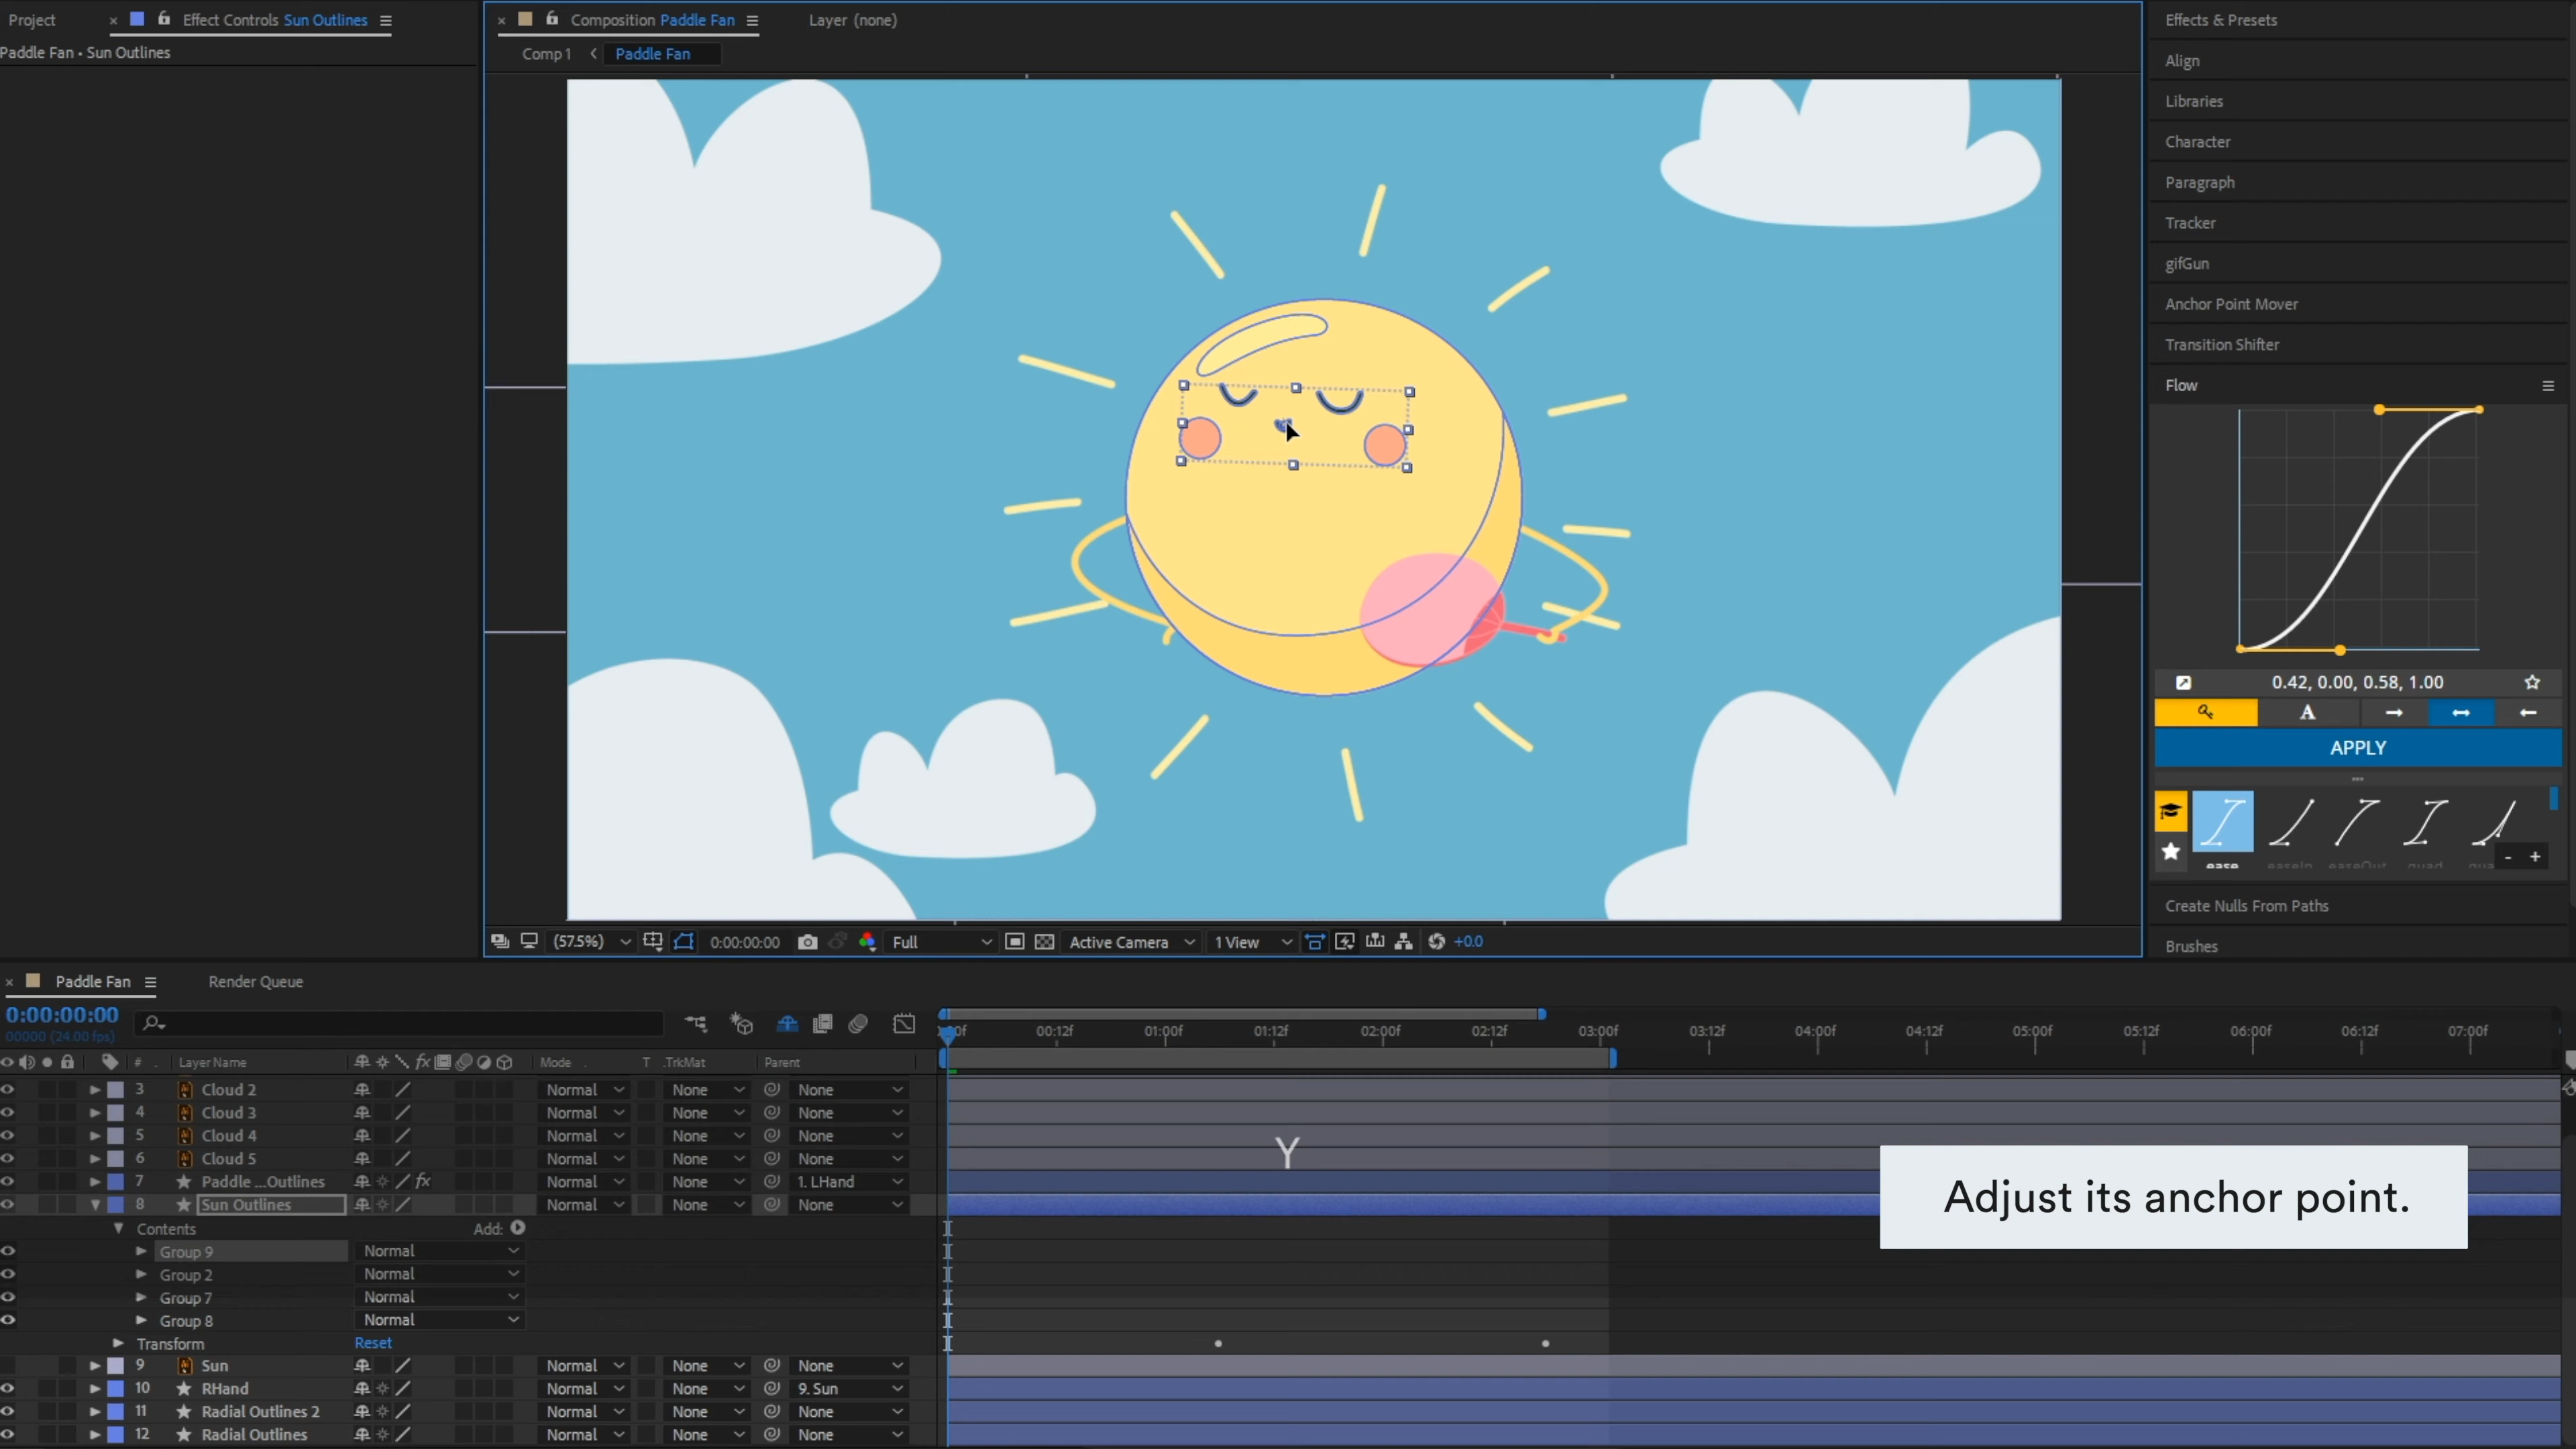 Project
× Effect Controls Sun Outlines
Paddle Fan • Sun Outlines
× Composition Paddle Fan
Layer (none)
Comp 1 < Paddle Fan
Effects & Presets
Align
Libraries
Character
Paragraph
Tracker
gifGun
Anchor Point Mover
Transition Shifter
Flow
0.42, 0.00, 0.58, 1.00
A
APPLY
ease easeIn easeOut quad
- +
Create Nulls From Paths
Brushes
(57.5%) 0:00:00:00 Full Active Camera 1 View +0.0
× Paddle Fan
Render Queue
0:00:00:00
00000 (24.00 fps)
00:12f 01:00f 01:12f 02:00f 02:12f 03:00f 03:12f 04:00f 04:12f 05:00f 05:12f 06:00f 06:12f 07:00f
# . Layer Name fx Mode . T .TrkMat Parent
3 Cloud 2 Normal None None
4 Cloud 3 Normal None None
5 Cloud 4 Normal None None
6 Cloud 5 Normal None None
7 Paddle ...Outlines fx Normal None 1. LHand
8 Sun Outlines Normal None None
Contents Add:
Group 9 Normal
Group 2 Normal
Group 7 Normal
Group 8 Normal
Transform Reset
9 Sun Normal None None
10 RHand Normal None 9. Sun
11 Radial Outlines 2 Normal None None
12 Radial Outlines Normal None None
Y
Adjust its anchor point.